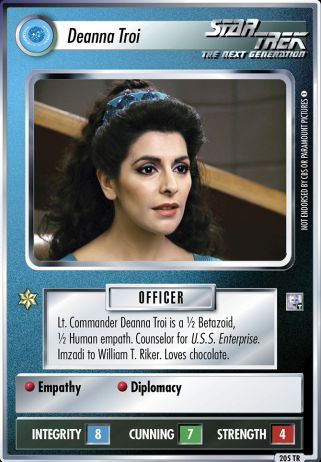 Deanna Troi
STAR TREK
THE NEXT GENERATION
NOT ENDORSED BY CBS OR PARAMOUNT PICTURES
OFFICER
Lt. Commander Deanna Troi is a ½ Betazoid,
½ Human empath. Counselor for U.S.S. Enterprise.
Imzadi to William T. Riker. Loves chocolate.
Empathy Diplomacy
INTEGRITY 8 CUNNING 7 STRENGTH 4
205 TR